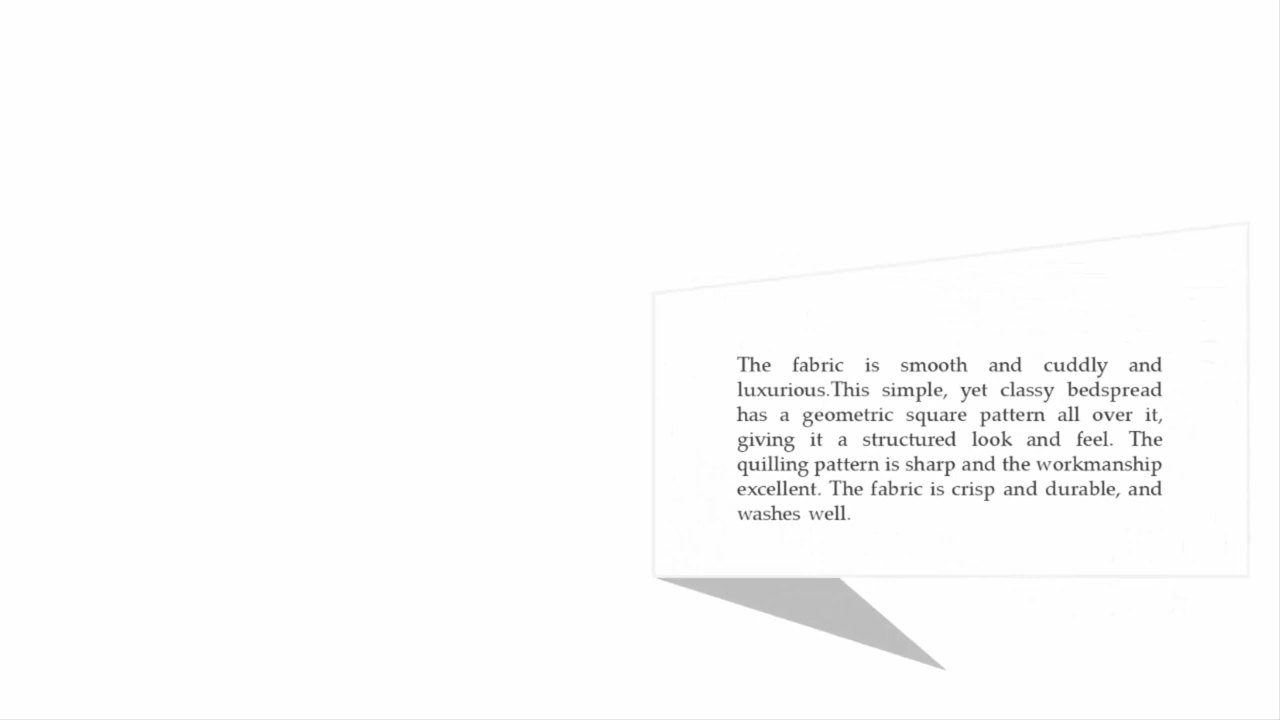 The fabric is smooth and cuddly and
luxurious.This simple, yet classy bedspread
has a geometric square pattern all over it,
giving it a structured look and feel. The
quilling pattern is sharp and the workmanship
excellent. The fabric is crisp and durable, and
washes well.